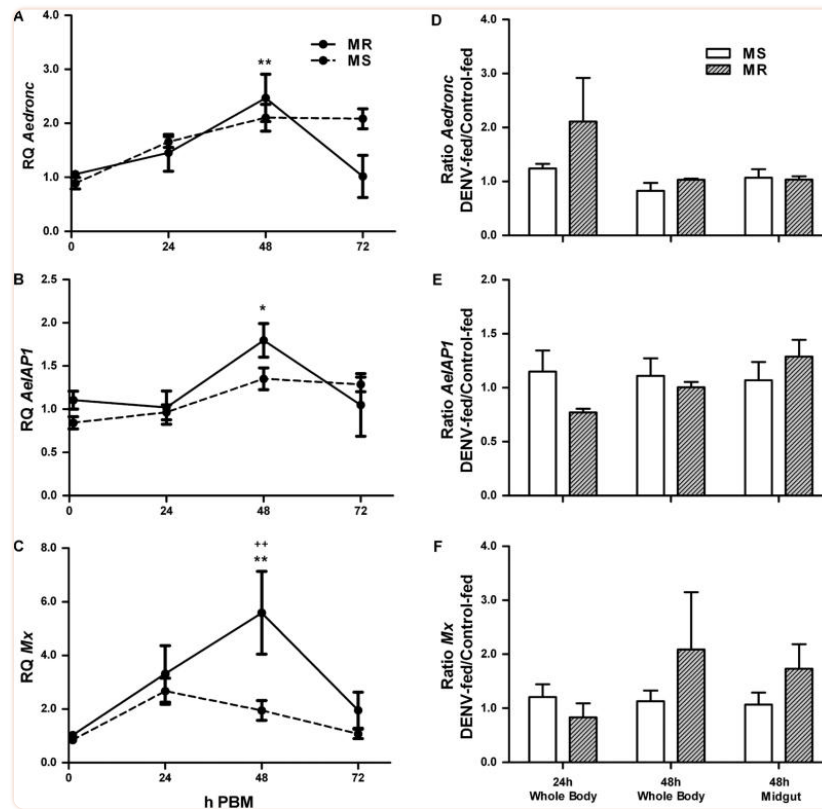 A
RQ Aedronc
4.0
3.0
2.0
1.0
0.0
MR
MS
**
0 24 48 72
B
RQ AeIAP1
2.5
2.0
1.5
1.0
0.5
0.0
*
0 24 48 72
C
RQ Mx
8.0
6.0
4.0
2.0
0.0
++
**
0 24 48 72
h PBM
D
Ratio Aedronc
DENV-fed/Control-fed
4.0
3.0
2.0
1.0
0.0
MS
MR
E
Ratio AeIAP1
DENV-fed/Control-fed
2.0
1.5
1.0
0.5
0.0
F
Ratio Mx
DENV-fed/Control-fed
4.0
3.0
2.0
1.0
0.0
24h 48h 48h
Whole Body Whole Body Midgut